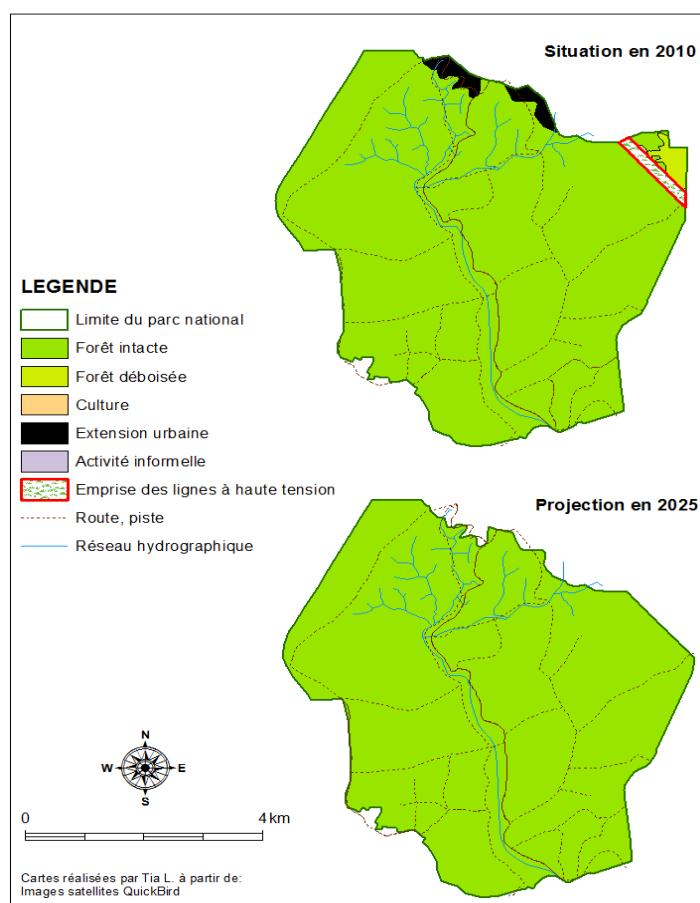 Situation en 2010
LEGENDE
Limite du parc national
Forêt intacte
Forêt déboisée
Culture
Extension urbaine
Activité informelle
Emprise des lignes à haute tension
Route, piste
Réseau hydrographique
Projection en 2025
N
W E
S
0 4 km
Cartes réalisées par Tia L. à partir de:
Images satellites QuickBird